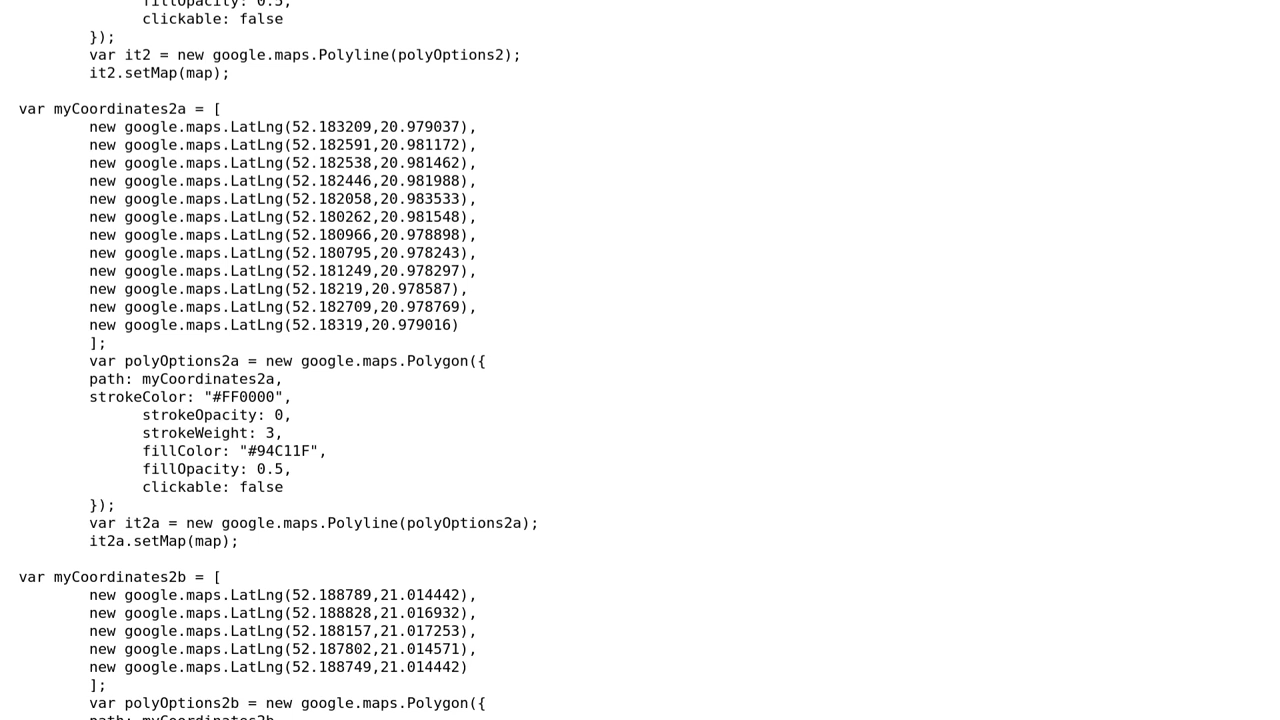 fillOpacity: 0.5,
clickable: false
});
var it2 = new google.maps.Polyline(polyOptions2);
it2.setMap(map);
var myCoordinates2a = [
new google.maps.LatLng(52.183209,20.979037),
new google.maps.LatLng(52.182591,20.981172),
new google.maps.LatLng(52.182538,20.981462),
new google.maps.LatLng(52.182446,20.981988),
new google.maps.LatLng(52.182058,20.983533),
new google.maps.LatLng(52.180262,20.981548),
new google.maps.LatLng(52.180966,20.978898),
new google.maps.LatLng(52.180795,20.978243),
new google.maps.LatLng(52.181249,20.978297),
new google.maps.LatLng(52.18219,20.978587),
new google.maps.LatLng(52.182709,20.978769),
new google.maps.LatLng(52.18319,20.979016)
];
var polyOptions2a = new google.maps.Polygon({
path: myCoordinates2a,
strokeColor: "#FF0000",
strokeOpacity: 0,
strokeWeight: 3,
fillColor: "#94C11F",
fillOpacity: 0.5,
clickable: false
});
var it2a = new google.maps.Polyline(polyOptions2a);
it2a.setMap(map);
var myCoordinates2b = [
new google.maps.LatLng(52.188789,21.014442),
new google.maps.LatLng(52.188828,21.016932),
new google.maps.LatLng(52.188157,21.017253),
new google.maps.LatLng(52.187802,21.014571),
new google.maps.LatLng(52.188749,21.014442)
];
var polyOptions2b = new google.maps.Polygon({
path: myCoordinates2b,